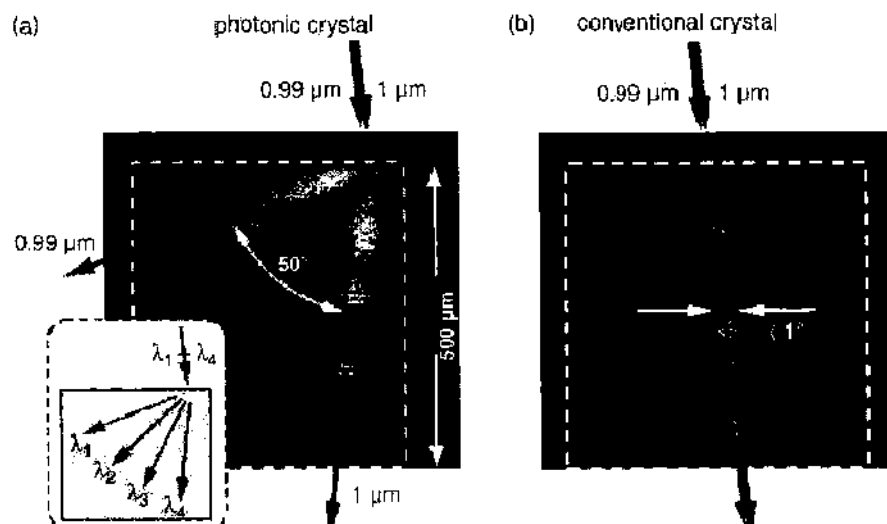 (a) photonic crystal
0.99 µm 1 µm
0.99 µm
50°
500 µm
λ₁ λ₄
λ₁
λ₂
λ₃
λ₄
1 µm
(b) conventional crystal
0.99 µm 1 µm
⟨ 1°